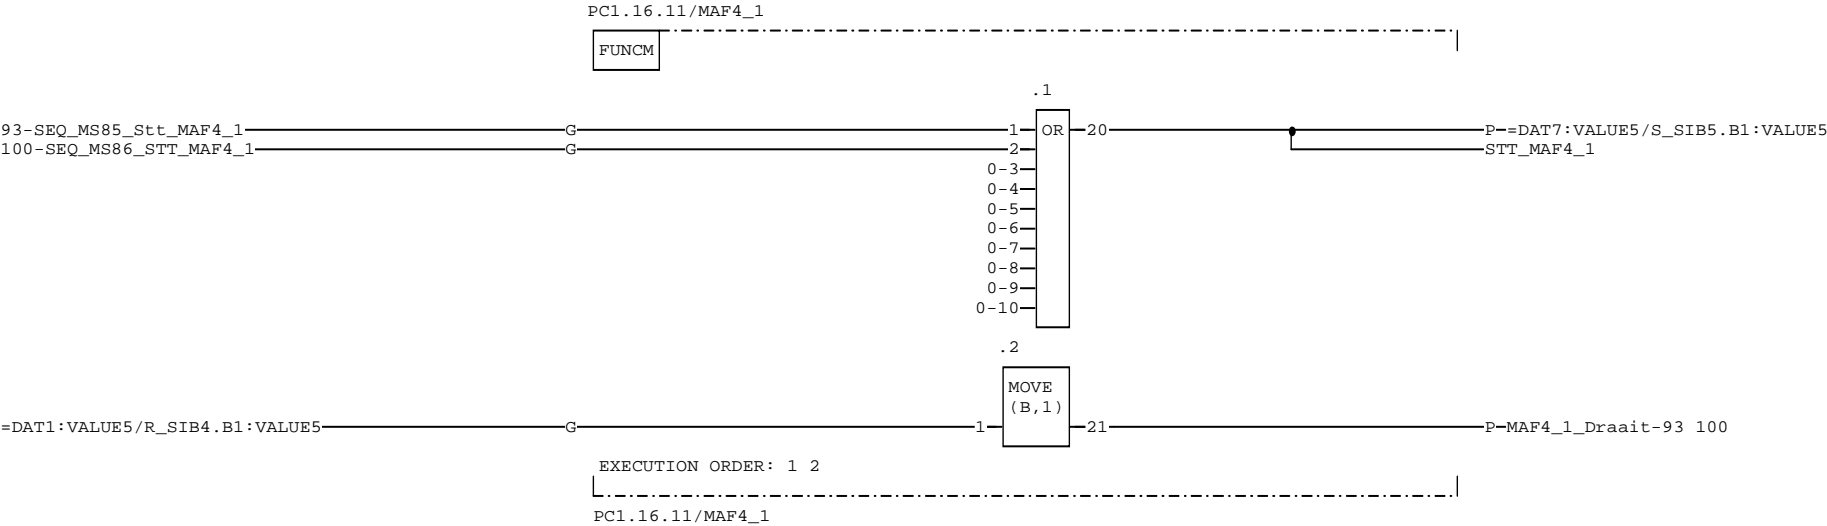 PC1.16.11/MAF4_1
FUNCM
.1
93-SEQ_MS85_Stt_MAF4_1 G 1 OR 20 P-=DAT7:VALUE5/S_SIB5.B1:VALUE5
100-SEQ_MS86_STT_MAF4_1 G 2 STT_MAF4_1
0-3
0-4
0-5
0-6
0-7
0-8
0-9
0-10
.2
MOVE
(B,1)
=DAT1:VALUE5/R_SIB4.B1:VALUE5 G 1 21 P-MAF4_1_Draait-93 100
EXECUTION ORDER: 1 2
PC1.16.11/MAF4_1